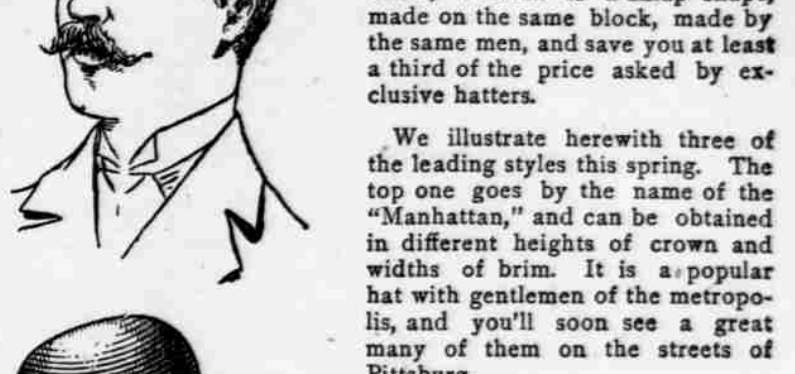 made on the same block, made by
the same men, and save you at least
a third of the price asked by ex-
clusive hatters.
We illustrate herewith three of
the leading styles this spring. The
top one goes by the name of the
“Manhattan,” and can be obtained
in different heights of crown and
widths of brim. It is a popular
hat with gentlemen of the metropo-
lis, and you'll soon see a great
many of them on the streets of
Pittsburg